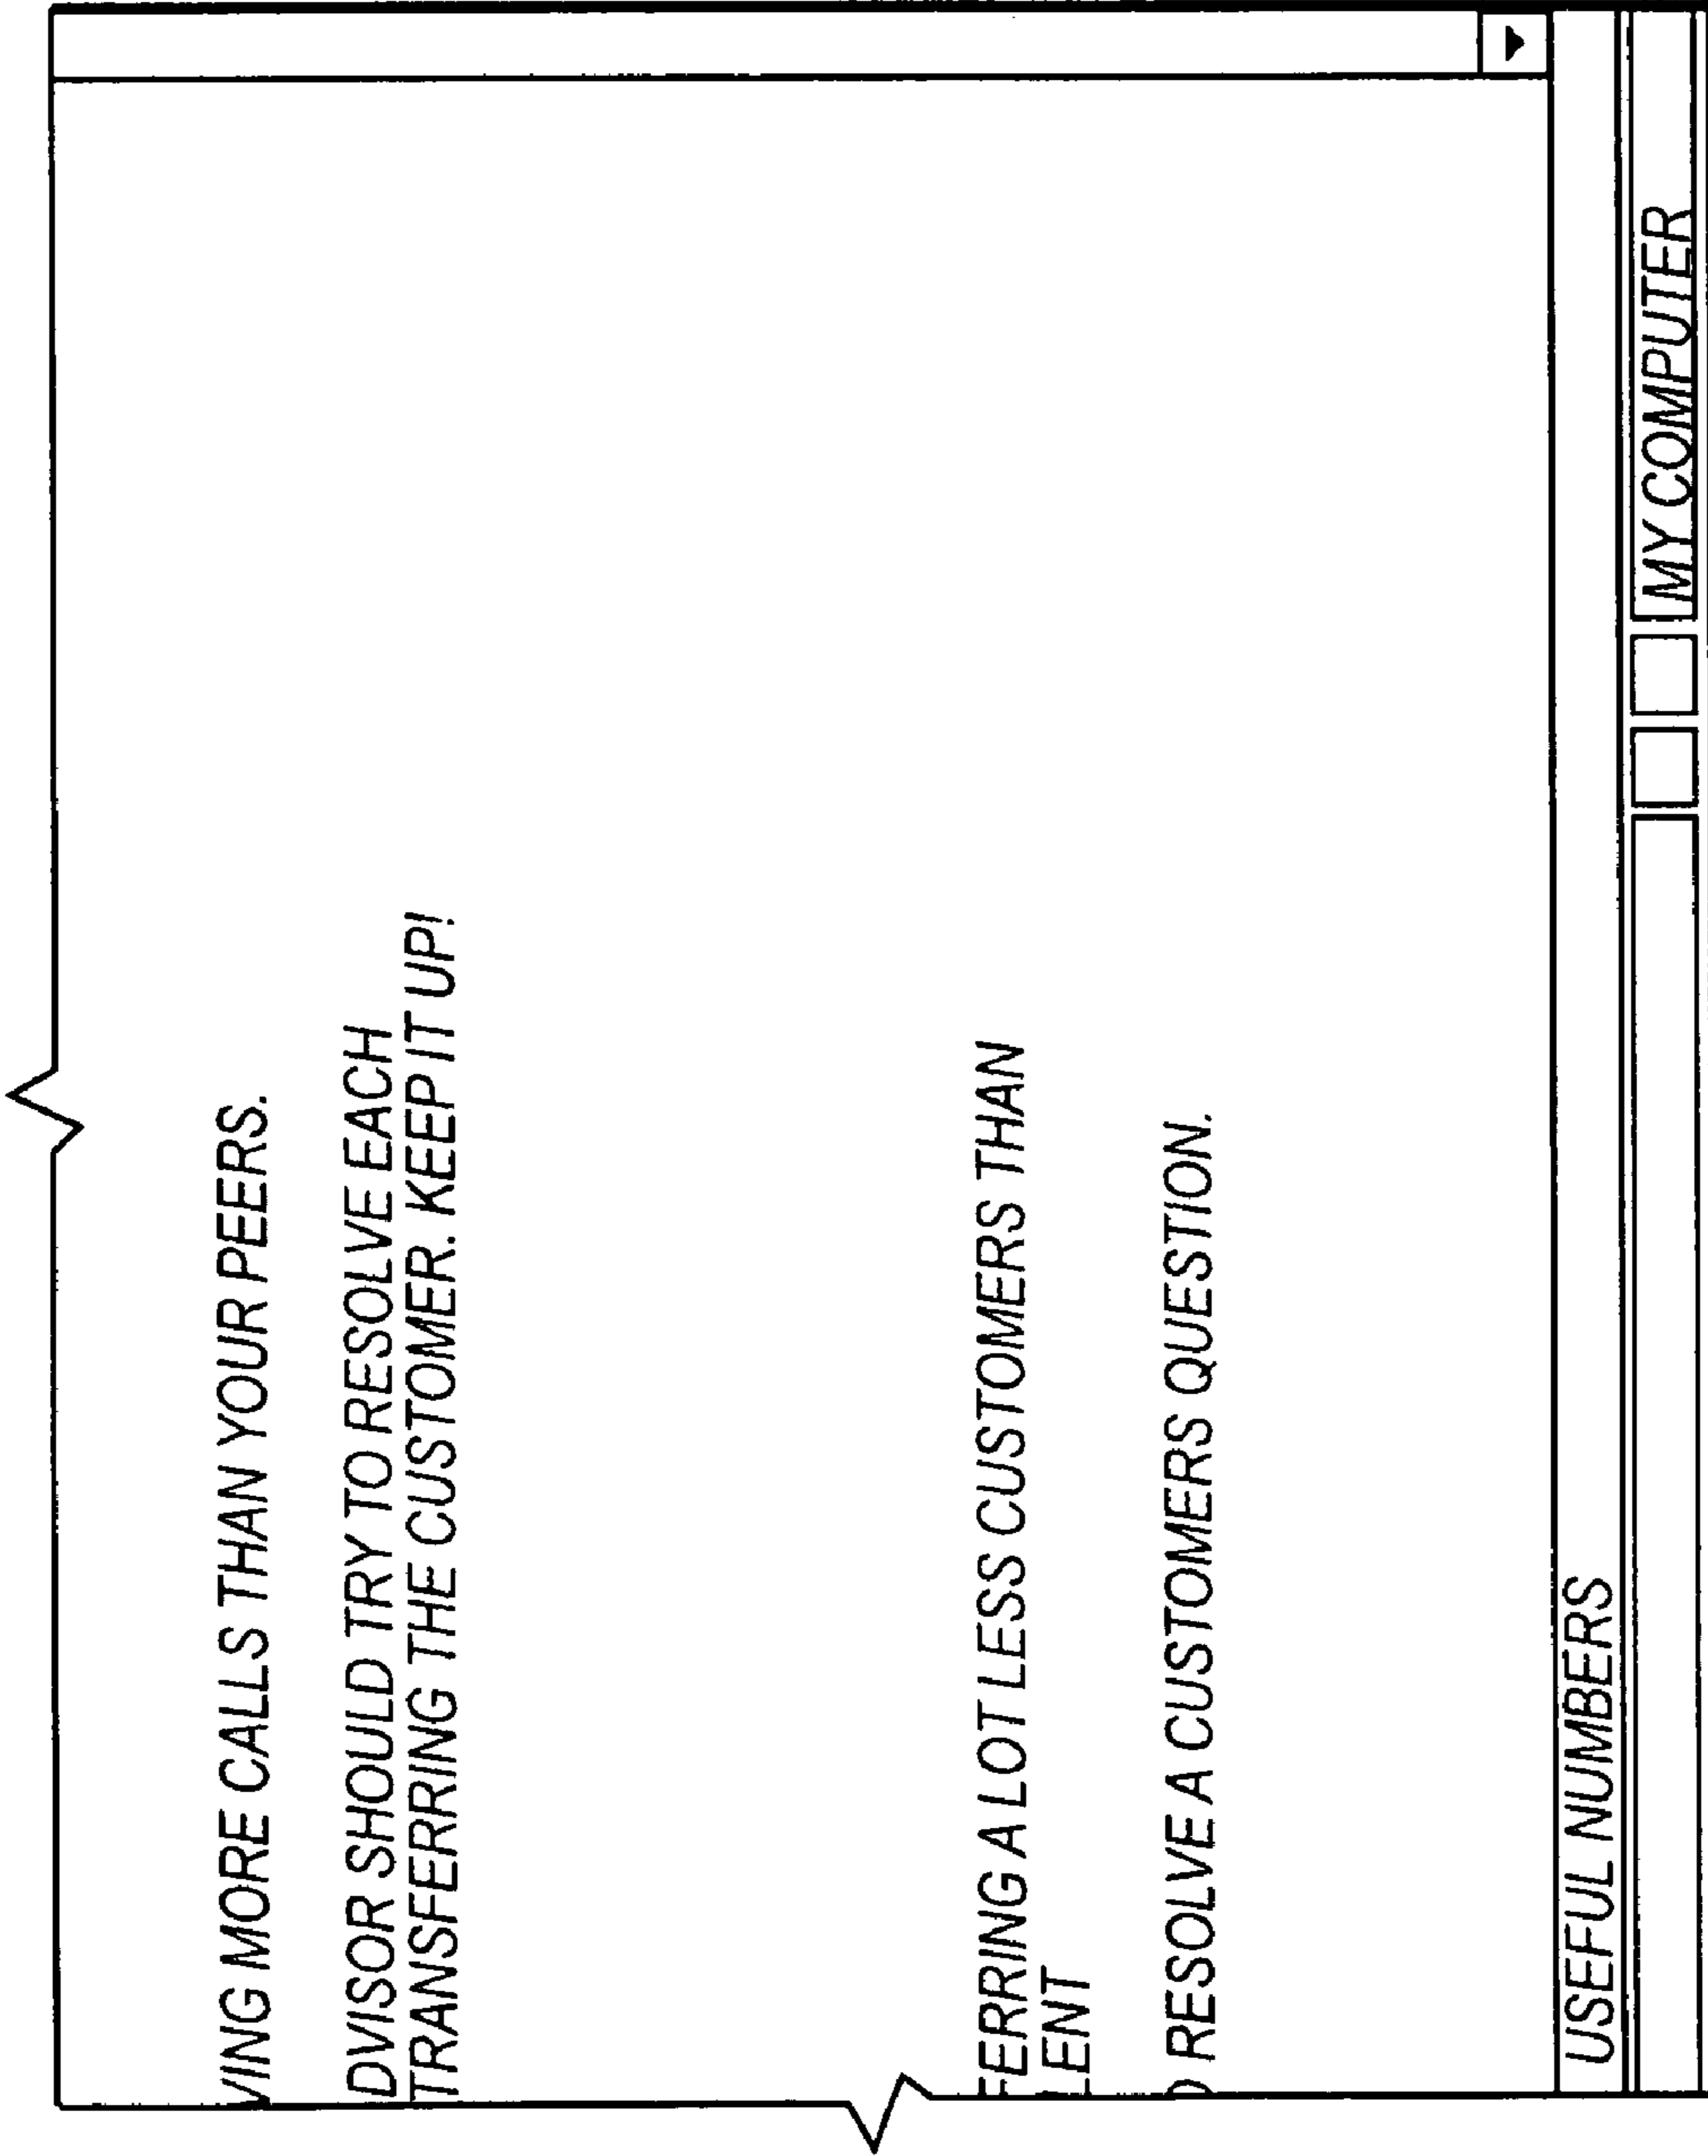 VING MORE CALLS THAN YOUR PEERS.
DVISOR SHOULD TRY TO RESOLVE EACH
TRANSFERRING THE CUSTOMER. KEEP IT UP!
FERRING A LOT LESS CUSTOMERS THAN
LENT
D RESOLVE A CUSTOMERS QUESTION.
USEFUL NUMBERS
MY COMPUTER